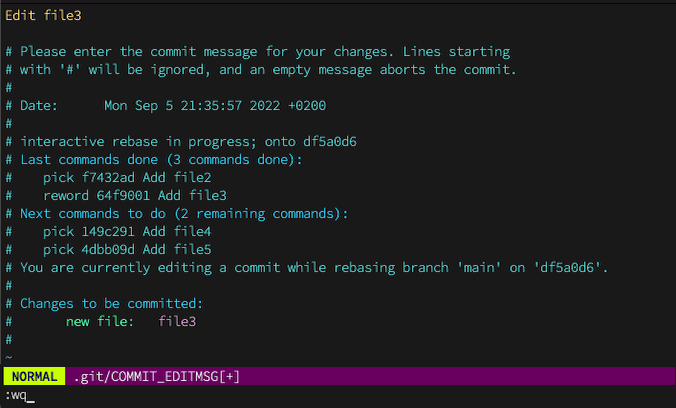 Edit file3
# Please enter the commit message for your changes. Lines starting
# with '#' will be ignored, and an empty message aborts the commit.
#
# Date:      Mon Sep 5 21:35:57 2022 +0200
#
# interactive rebase in progress; onto df5a0d6
# Last commands done (3 commands done):
#    pick f7432ad Add file2
#    reword 64f9001 Add file3
# Next commands to do (2 remaining commands):
#    pick 149c291 Add file4
#    pick 4dbb09d Add file5
# You are currently editing a commit while rebasing branch 'main' on 'df5a0d6'.
#
# Changes to be committed:
#       new file:   file3
#
~
NORMAL .git/COMMIT_EDITMSG[+]
:wq